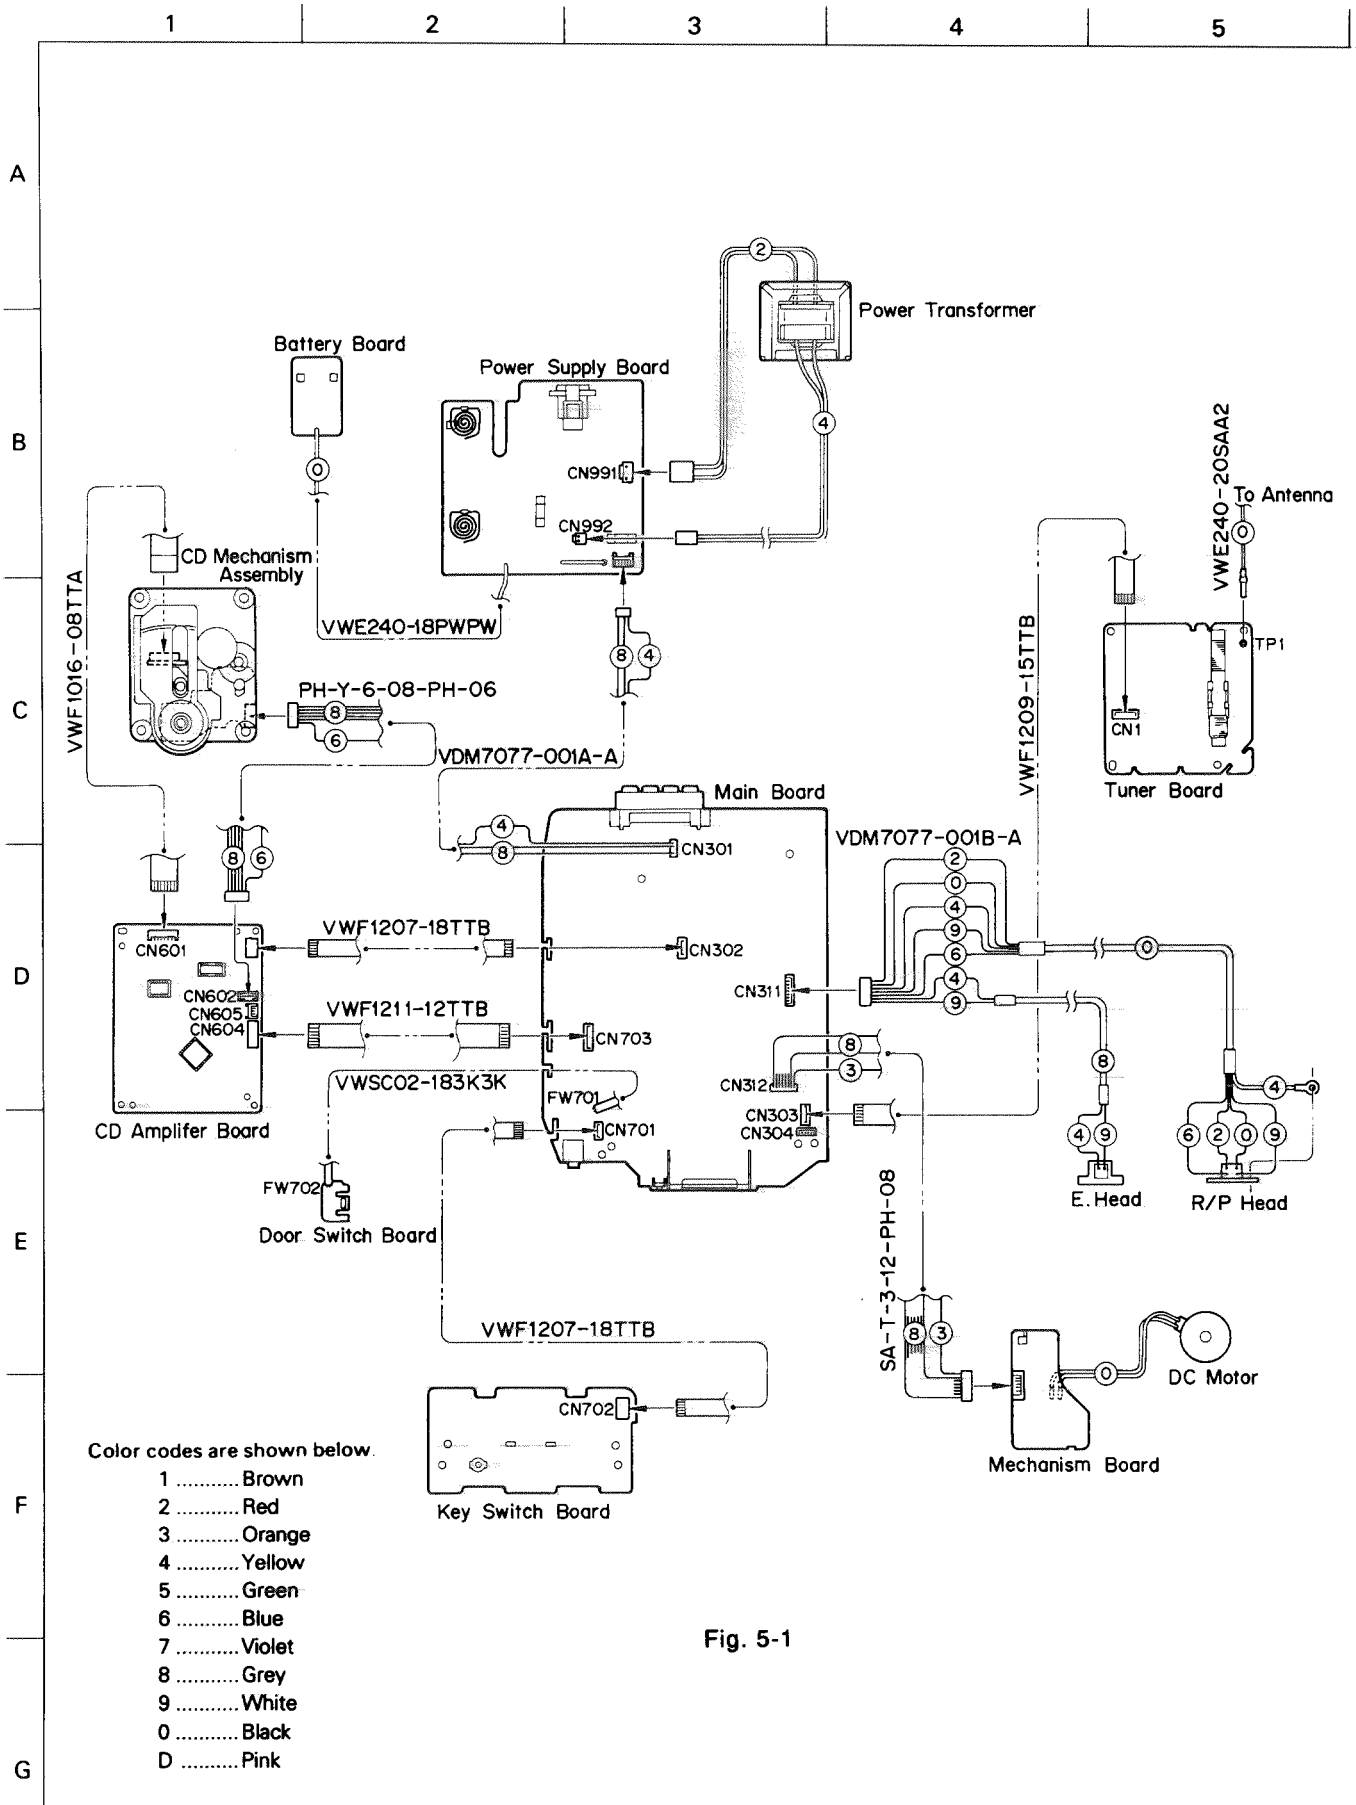 1 2 3 4 5
A
2
Power Transformer
Battery Board
Power Supply Board
4
B
VWE240-20SAA2
0
CN991
To Antenna
0
CN992
CD Mechanism
Assembly
VWF1016-08TTA
VWE240-18PWPW
8 4
TP1
C
PH-Y-6-08-PH-06
8
6
VDM7077-001A-A
VWF1209-15TTB
CN1
Tuner Board
Main Board
4
8
CN301
VDM7077-001B-A
8 6
2
0
4
9
6
4
9
0
VWF1207-18TTB
CN601
CN302
D
CN602
CN605
CN604
CN311
VWF1211-12TTB
CN703
8
3
8
VWSC02-183K3K
CN312
4
FW701
CN303
CN304
CN701
CD Amplifer Board
4 9
6 2 0 9
FW702
E. Head
R/P Head
Door Switch Board
E
SA-T-3-12-PH-08
VWF1207-18TTB
8 3
0
DC Motor
CN702
Mechanism Board
Key Switch Board
F
Color codes are shown below.
1 ........... Brown
2 ........... Red
3 ........... Orange
4 ........... Yellow
5 ........... Green
6 ........... Blue
7 ........... Violet
8 ........... Grey
9 ........... White
0 ........... Black
D .......... Pink
Fig. 5-1
G